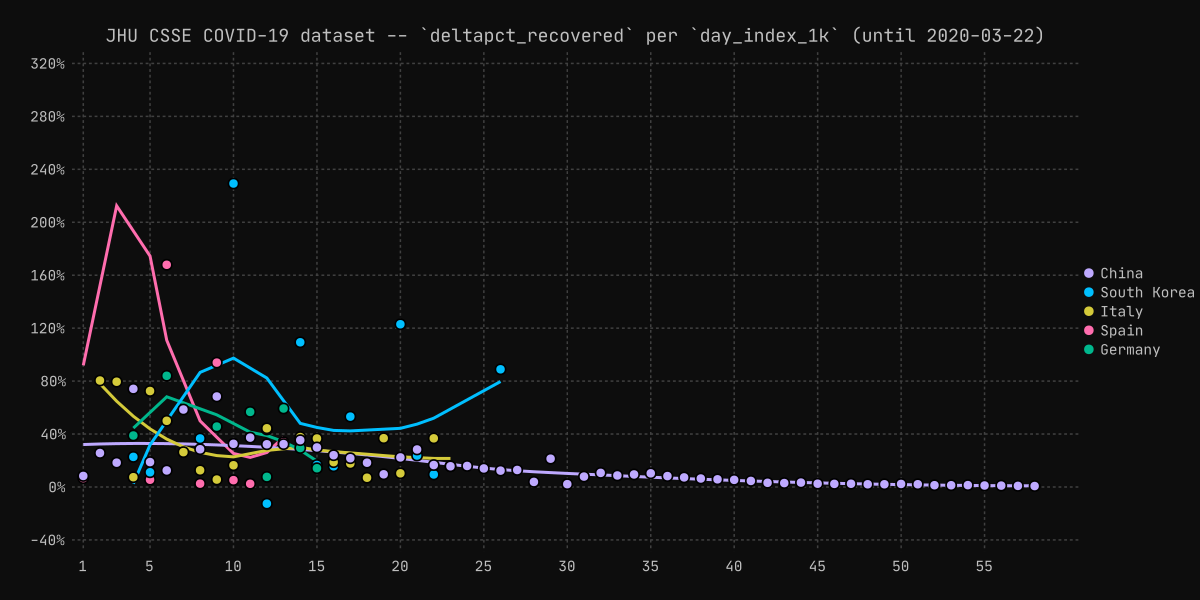 JHU CSSE COVID-19 dataset -- `deltapct_recovered` per `day_index_1k` (until 2020-03-22)
320%
280%
240%
200%
160%
120%
80%
40%
0%
-40%
1 5 10 15 20 25 30 35 40 45 50 55
China
South Korea
Italy
Spain
Germany